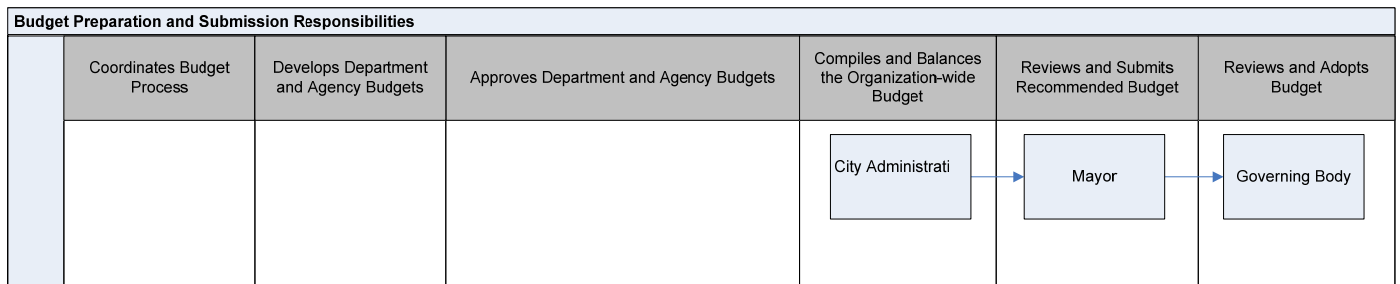 Budget Preparation and Submission Responsibilities
Coordinates Budget
Process
Develops Department
and Agency Budgets
Approves Department and Agency Budgets
Compiles and Balances
the Organization-wide
Budget
Reviews and Submits
Recommended Budget
Reviews and Adopts
Budget
City Administrati
Mayor
Governing Body